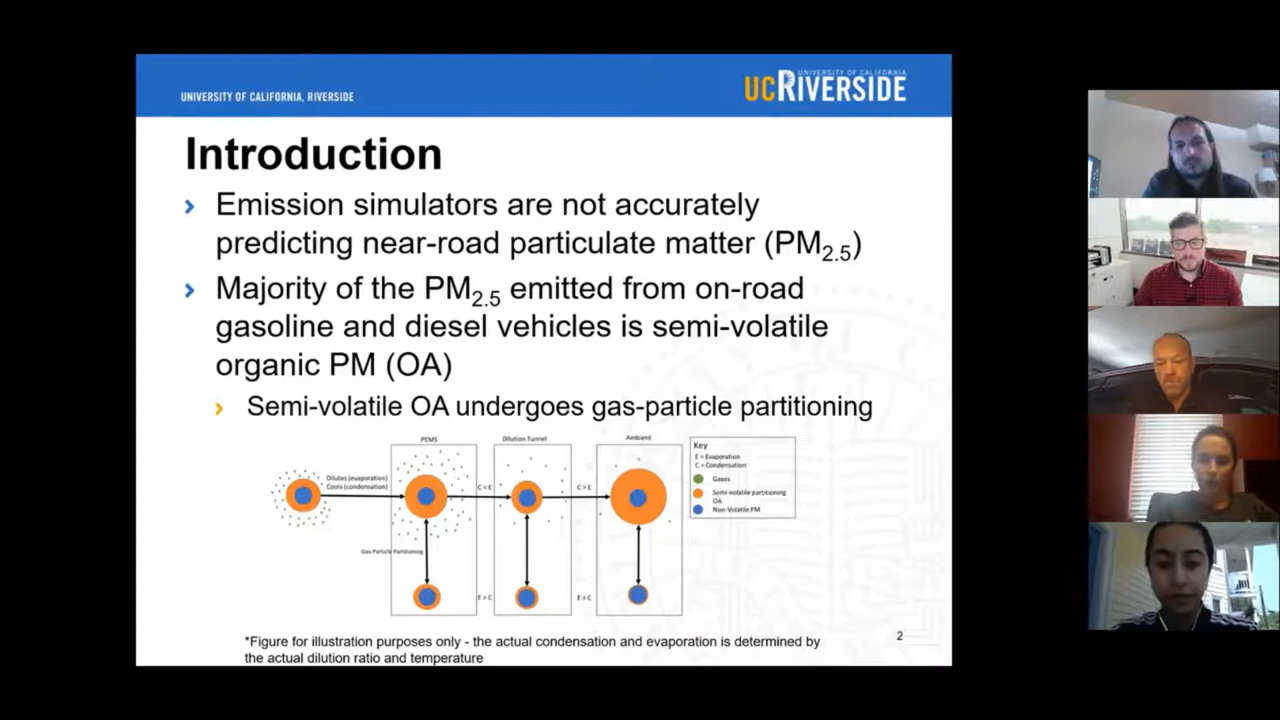 UNIVERSITY OF CALIFORNIA, RIVERSIDE
UNIVERSITY OF CALIFORNIA
UCRIVERSIDE
Introduction
Emission simulators are not accurately
predicting near-road particulate matter (PM2.5)
Majority of the PM2.5 emitted from on-road
gasoline and diesel vehicles is semi-volatile
organic PM (OA)
Semi-volatile OA undergoes gas-particle partitioning
PEMS
Dilution Tunnel
Ambient
Dilutes (evaporation)
Cools (condensation)
C < E
C > E
Gas-Particle Partitioning
E > C
E > C
Key
E = Evaporation
C = Condensation
Gases
Semi-volatile partitioning
OA
Non-Volatile PM
*Figure for illustration purposes only - the actual condensation and evaporation is determined by
the actual dilution ratio and temperature
2